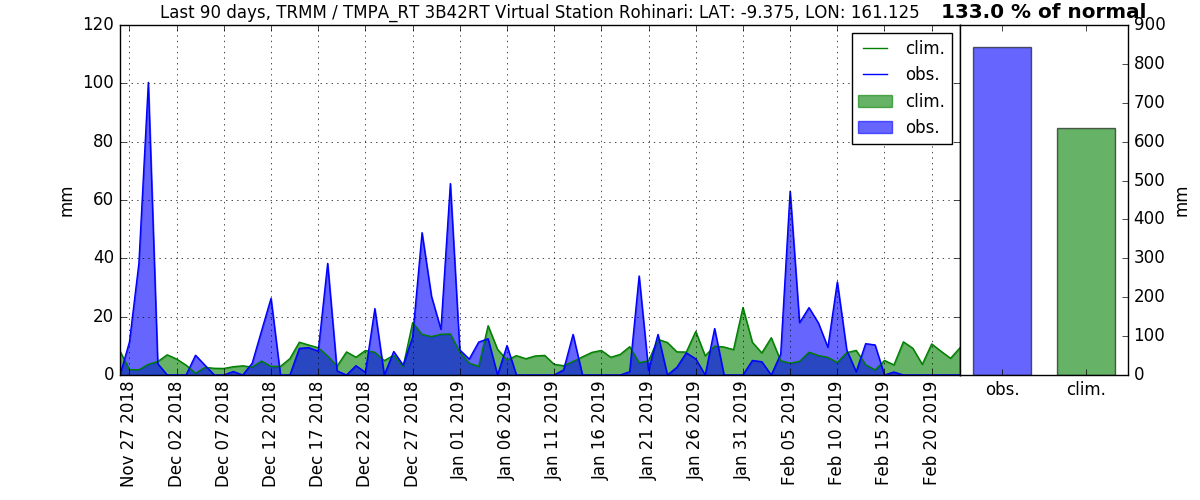 Last 90 days, TRMM / TMPA_RT 3B42RT Virtual Station Rohinari: LAT: -9.375, LON: 161.125
133.0 % of normal
mm
120
100
80
60
40
20
0
clim.
obs.
clim.
obs.
900
800
700
600
500
400
300
200
100
0
mm
Nov 27 2018
Dec 02 2018
Dec 07 2018
Dec 12 2018
Dec 17 2018
Dec 22 2018
Dec 27 2018
Jan 01 2019
Jan 06 2019
Jan 11 2019
Jan 16 2019
Jan 21 2019
Jan 26 2019
Jan 31 2019
Feb 05 2019
Feb 10 2019
Feb 15 2019
Feb 20 2019
obs.
clim.